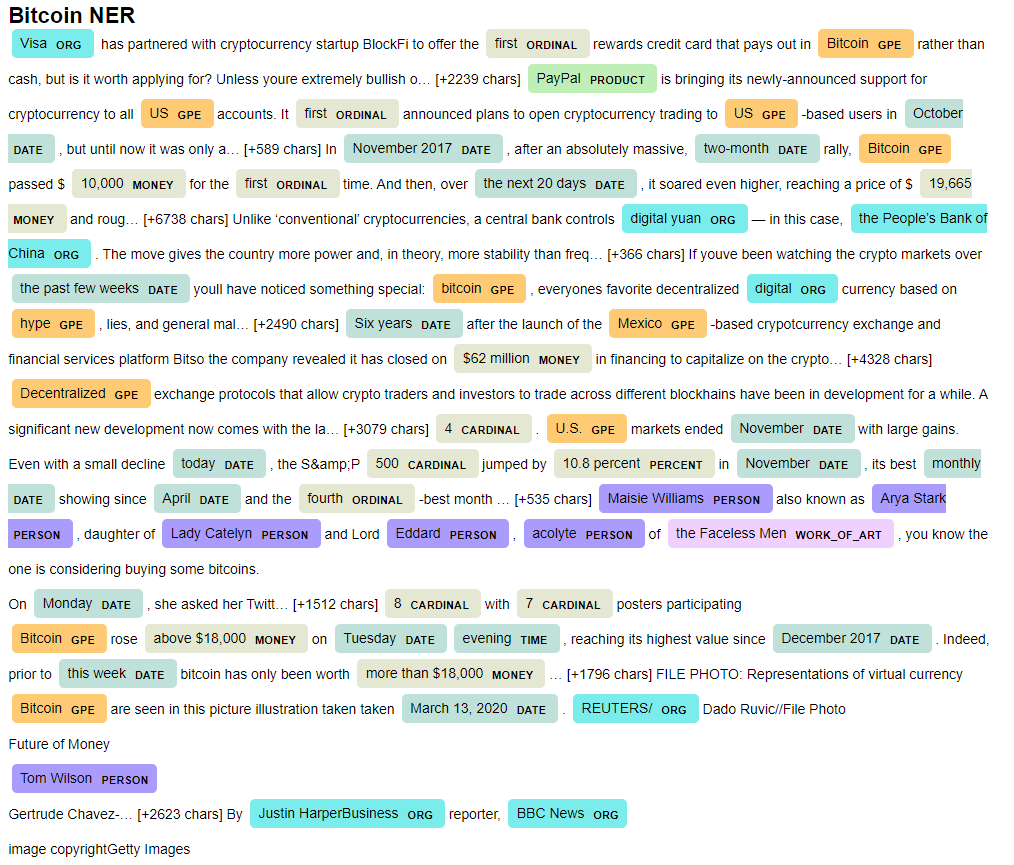 Bitcoin NER
Visa ORG has partnered with cryptocurrency startup BlockFi to offer the first ORDINAL rewards credit card that pays out in Bitcoin GPE rather than
cash, but is it worth applying for? Unless youre extremely bullish o… [+2239 chars] PayPal PRODUCT is bringing its newly-announced support for
cryptocurrency to all US GPE accounts. It first ORDINAL announced plans to open cryptocurrency trading to US GPE -based users in October
DATE , but until now it was only a… [+589 chars] In November 2017 DATE , after an absolutely massive, two-month DATE rally, Bitcoin GPE
passed $ 10,000 MONEY for the first ORDINAL time. And then, over the next 20 days DATE , it soared even higher, reaching a price of $ 19,665
MONEY and roug… [+6738 chars] Unlike ‘conventional’ cryptocurrencies, a central bank controls digital yuan ORG — in this case, the People’s Bank of
China ORG . The move gives the country more power and, in theory, more stability than freq… [+366 chars] If youve been watching the crypto markets over
the past few weeks DATE youll have noticed something special: bitcoin GPE , everyones favorite decentralized digital ORG currency based on
hype GPE , lies, and general mal… [+2490 chars] Six years DATE after the launch of the Mexico GPE -based crypotcurrency exchange and
financial services platform Bitso the company revealed it has closed on $62 million MONEY in financing to capitalize on the crypto… [+4328 chars]
Decentralized GPE exchange protocols that allow crypto traders and investors to trade across different blockhains have been in development for a while. A
significant new development now comes with the la… [+3079 chars] 4 CARDINAL . U.S. GPE markets ended November DATE with large gains.
Even with a small decline today DATE , the S&amp;P 500 CARDINAL jumped by 10.8 percent PERCENT in November DATE , its best monthly
DATE showing since April DATE and the fourth ORDINAL -best month … [+535 chars] Maisie Williams PERSON also known as Arya Stark
PERSON , daughter of Lady Catelyn PERSON and Lord Eddard PERSON , acolyte PERSON of the Faceless Men WORK_OF_ART , you know the
one is considering buying some bitcoins.
On Monday DATE , she asked her Twitt… [+1512 chars] 8 CARDINAL with 7 CARDINAL posters participating
Bitcoin GPE rose above $18,000 MONEY on Tuesday DATE evening TIME , reaching its highest value since December 2017 DATE . Indeed,
prior to this week DATE bitcoin has only been worth more than $18,000 MONEY … [+1796 chars] FILE PHOTO: Representations of virtual currency
Bitcoin GPE are seen in this picture illustration taken taken March 13, 2020 DATE . REUTERS/ ORG Dado Ruvic//File Photo
Future of Money
Tom Wilson PERSON
Gertrude Chavez-… [+2623 chars] By Justin HarperBusiness ORG reporter, BBC News ORG
image copyrightGetty Images